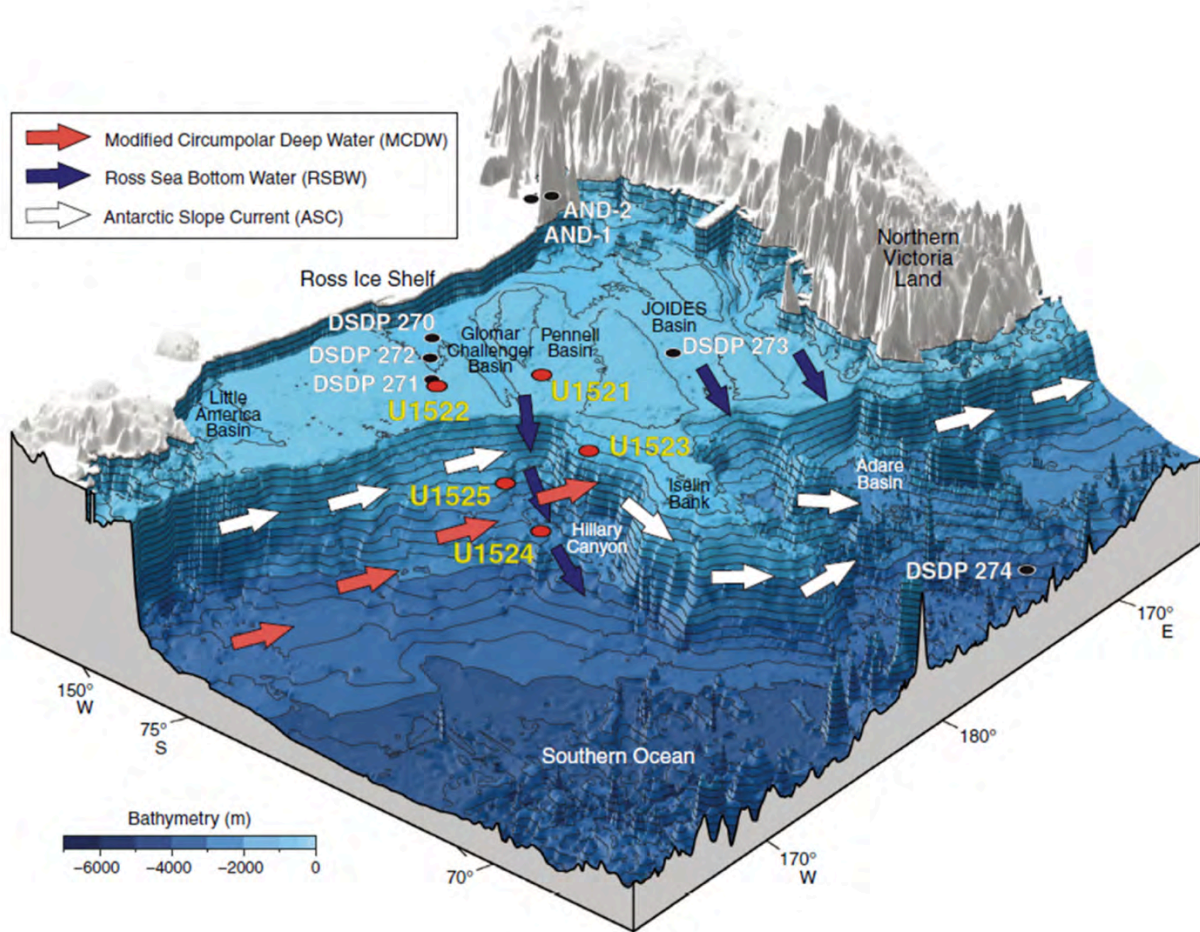 Modified Circumpolar Deep Water (MCDW)
Ross Sea Bottom Water (RSBW)
Antarctic Slope Current (ASC)
AND-2
AND-1
Northern
Victoria
Land
Ross Ice Shelf
DSDP 270
DSDP 272
DSDP 271
U1522
Glomar
Challenger
Basin
Pennell
Basin
JOIDES
Basin
DSDP 273
U1521
Little
America
Basin
U1523
U1525
Iselin
Bank
Adare
Basin
U1524
Hillary
Canyon
DSDP 274
170°
E
150°
W
75°
S
180°
Southern Ocean
Bathymetry (m)
−6000 −4000 −2000 0
70°
170°
W